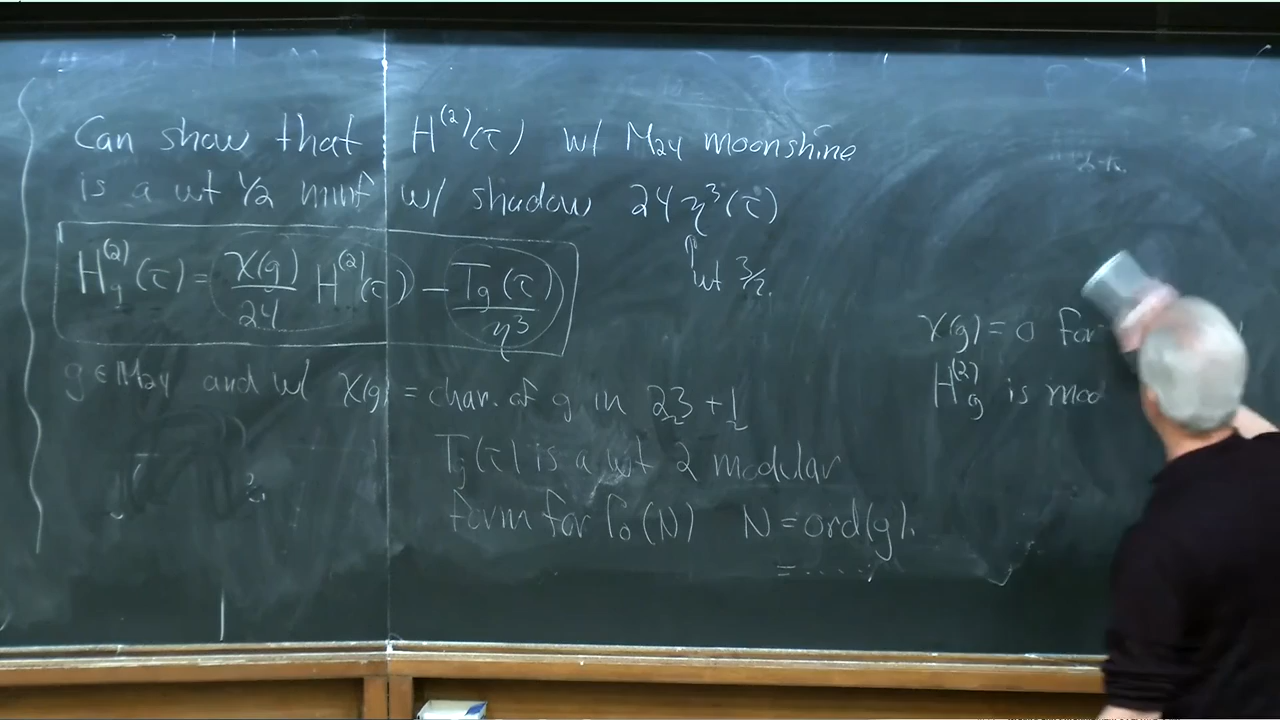 Can show that H^(2)(τ) w/ M24 moonshine
is a wt 1/2 mmf w/ shadow 24 η^3(τ)
wt 3/2.
H_g^(2)(τ) = χ(g)/24 H^(2)(τ) - T_g(τ)/η^3
g ∈ M24 and w/ χ(g) = char. of g in 23 + 1
T_g(τ) is a wt 2 modular
form for Γ0(N) N = ord(g).
χ(g) = 0 for
H_g^(2) is mod